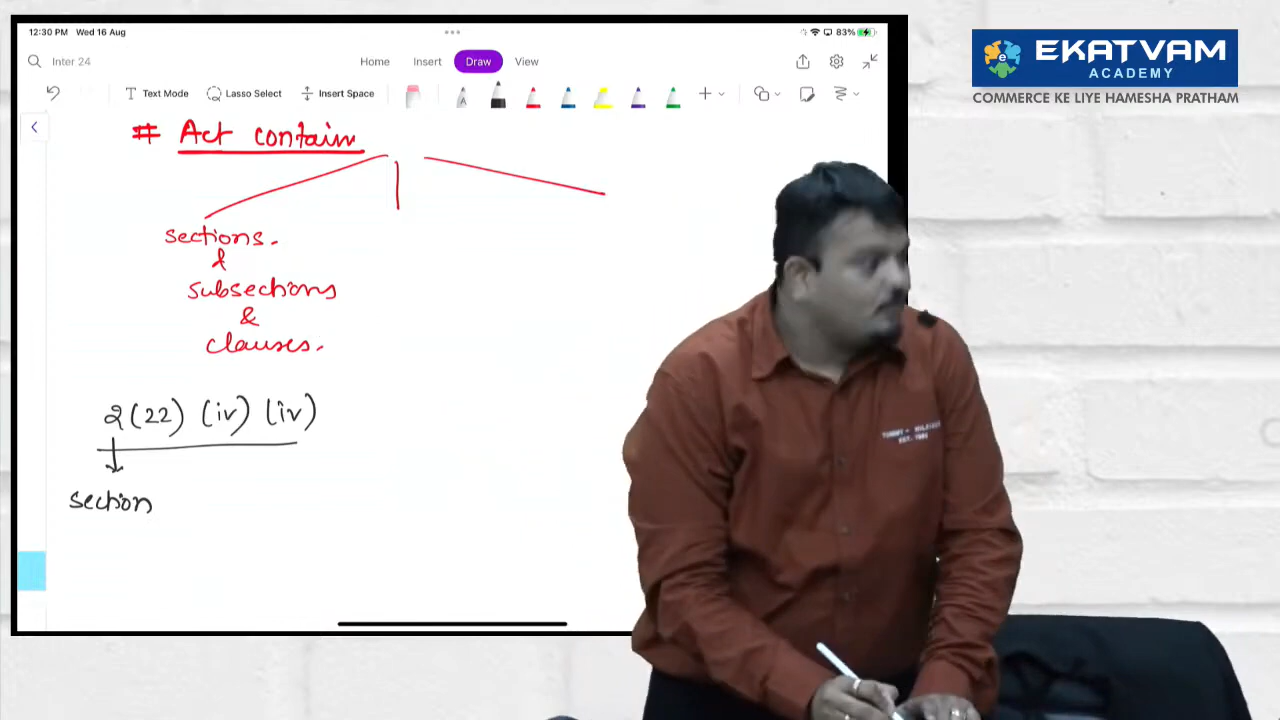 12:30 PM Wed 16 Aug
83%
Inter 24
Home Insert Draw View
Text Mode Lasso Select Insert Space
# Act contain
sections.
&
subsections
&
clauses.
2(22) (iv) (iv)
section
EKATVAM
ACADEMY
COMMERCE KE LIYE HAMESHA PRATHAM